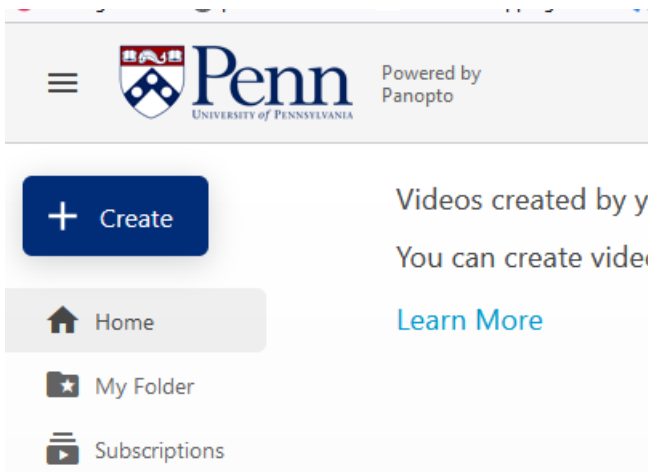 Penn
UNIVERSITY of PENNSYLVANIA
Powered by
Panopto
+ Create
Videos created by y
You can create vide
Learn More
Home
My Folder
Subscriptions